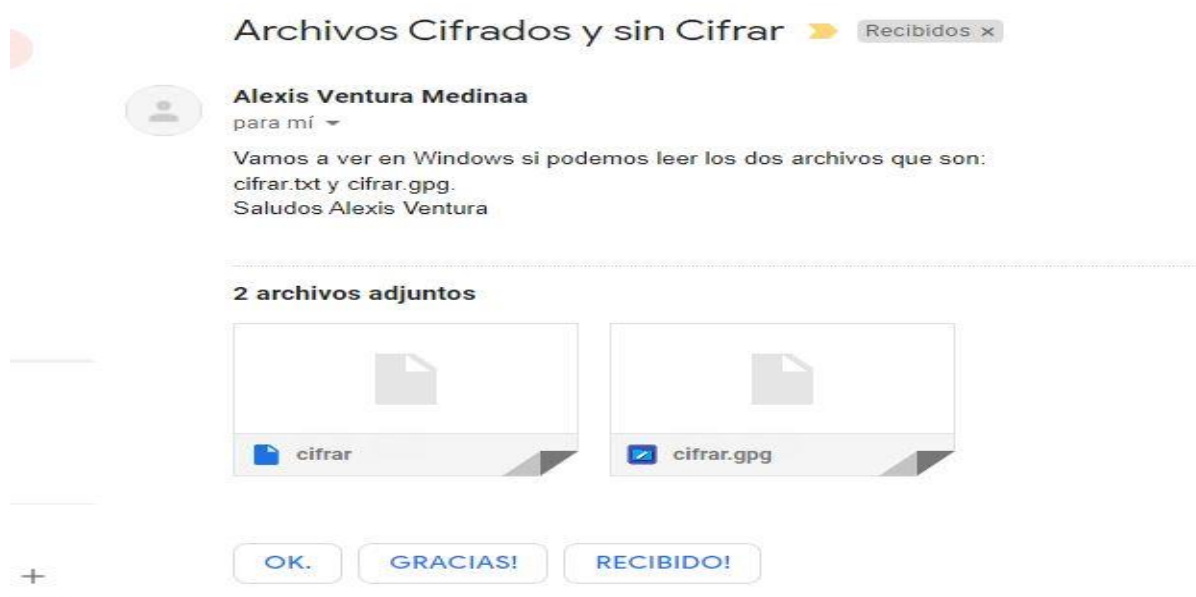 Archivos Cifrados y sin Cifrar Recibidos ×
Alexis Ventura Medinaa
para mí
Vamos a ver en Windows si podemos leer los dos archivos que son:
cifrar.txt y cifrar.gpg.
Saludos Alexis Ventura
2 archivos adjuntos
cifrar
cifrar.gpg
OK.
GRACIAS!
RECIBIDO!